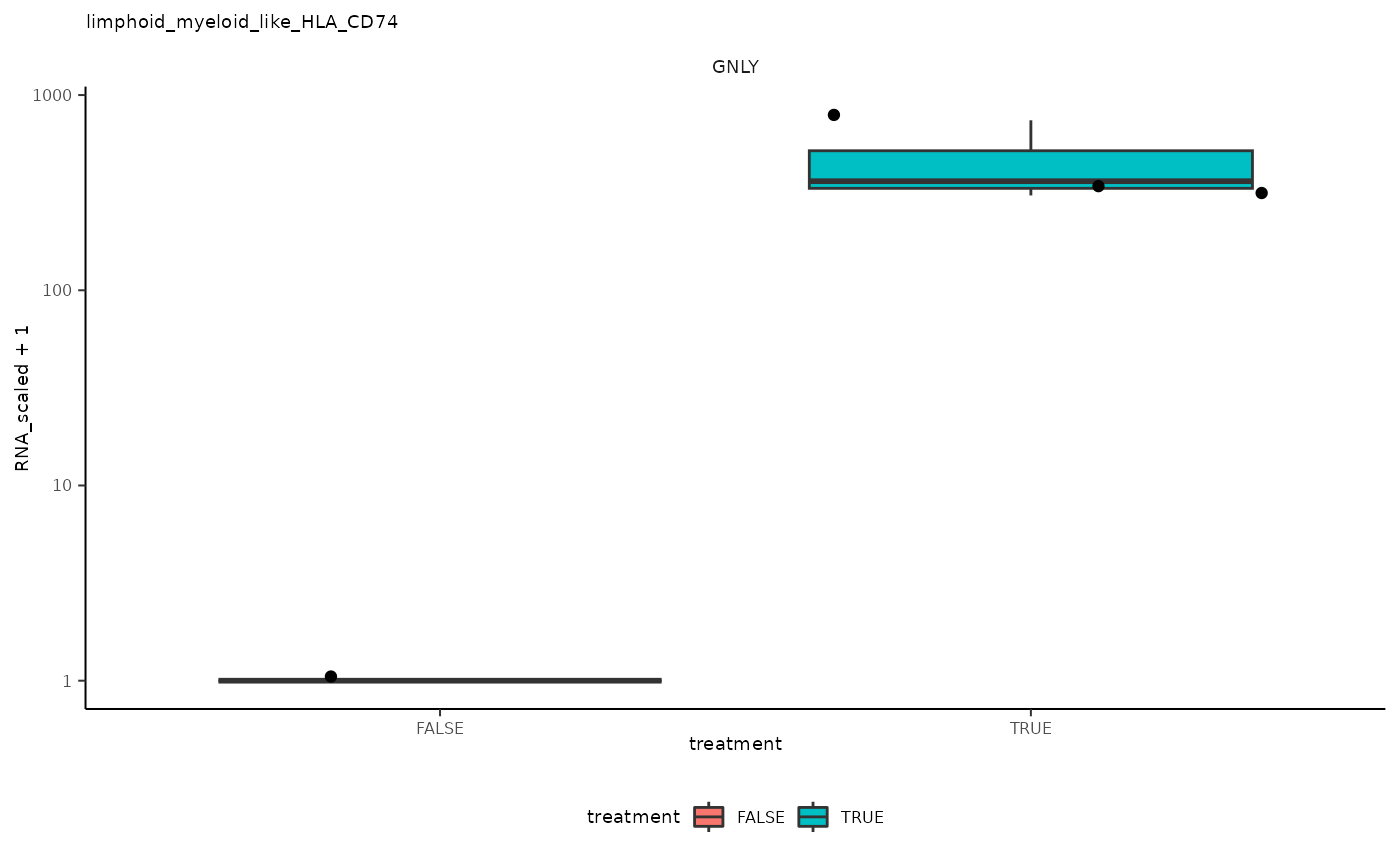 limphoid_myeloid_like_HLA_CD74
GNLY
1000
100
10
1
RNA_scaled + 1
FALSE
TRUE
treatment
treatment FALSE TRUE